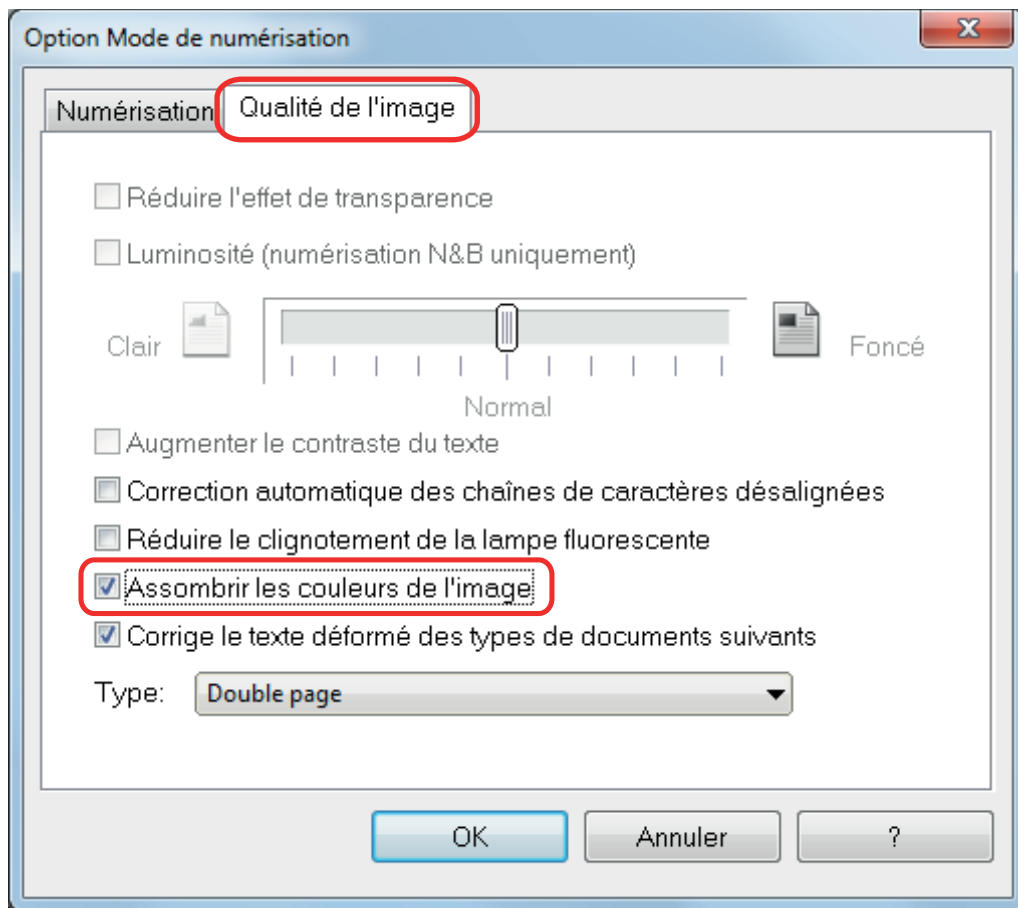 Option Mode de numérisation
Numérisation
Qualité de l'image
Réduire l'effet de transparence
Luminosité (numérisation N&B uniquement)
Clair
Foncé
Normal
Augmenter le contraste du texte
Correction automatique des chaînes de caractères désalignées
Réduire le clignotement de la lampe fluorescente
Assombrir les couleurs de l'image
Corrige le texte déformé des types de documents suivants
Type: Double page
OK
Annuler
?